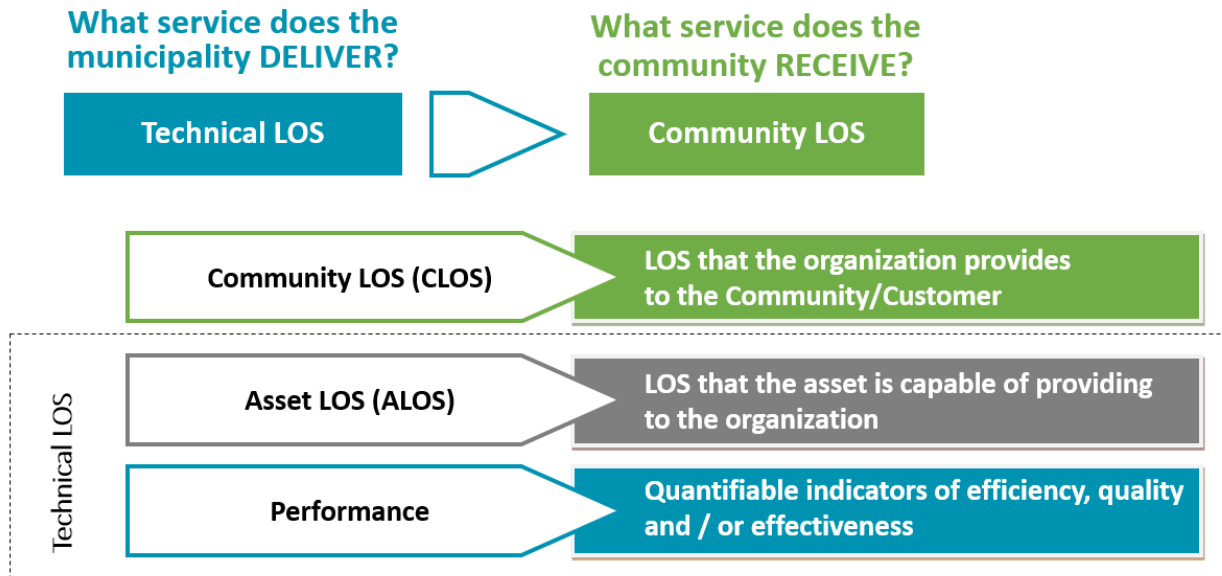 What service does the
municipality DELIVER?
What service does the
community RECEIVE?
Technical LOS
Community LOS
Community LOS (CLOS)
LOS that the organization provides
to the Community/Customer
Technical LOS
Asset LOS (ALOS)
LOS that the asset is capable of providing
to the organization
Performance
Quantifiable indicators of efficiency, quality
and / or effectiveness